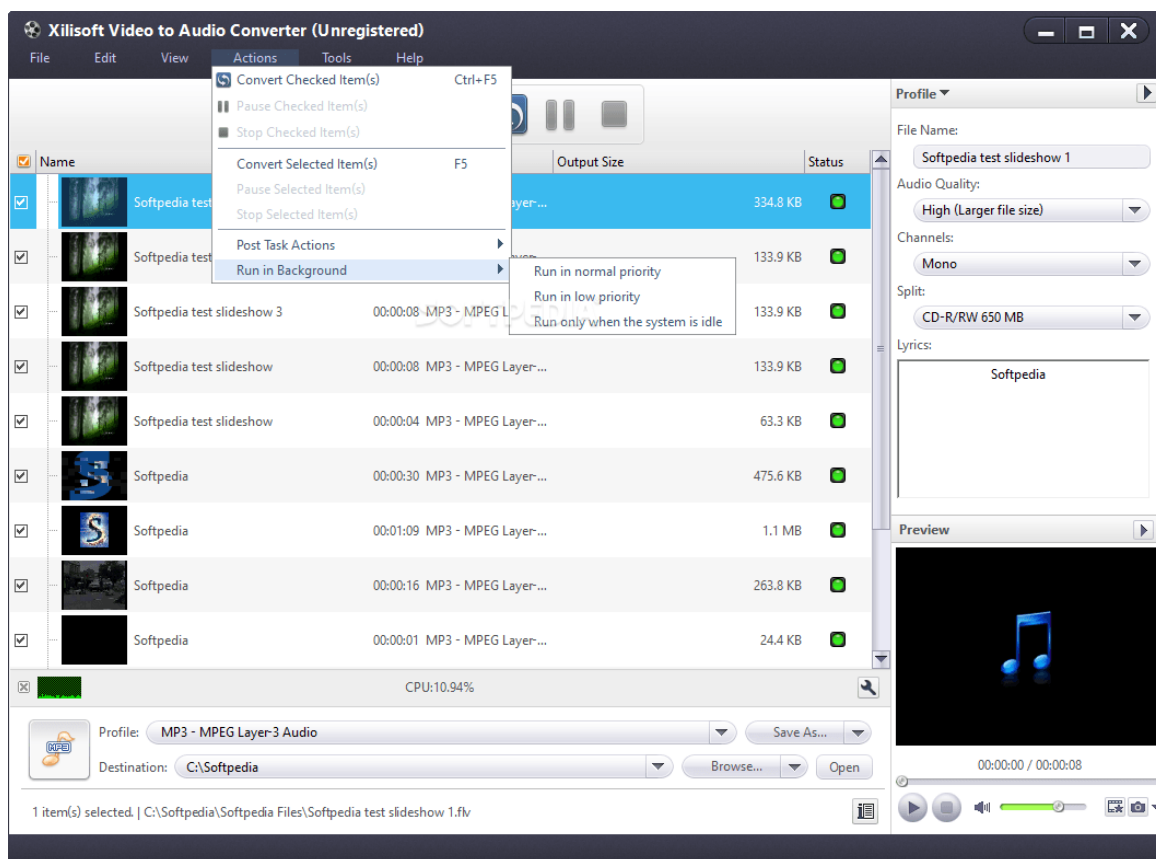 Xilisoft Video to Audio Converter (Unregistered)
File Edit View Actions Tools Help
Convert Checked Item(s) Ctrl+F5
Pause Checked Item(s)
Stop Checked Item(s)
Convert Selected Item(s) F5
Pause Selected Item(s)
Stop Selected Item(s)
Post Task Actions
Run in Background
Run in normal priority
Run in low priority
Run only when the system is idle
Name Output Size Status
Softpedia test ayer-... 334.8 KB
Softpedia test 133.9 KB
Softpedia test slideshow 3 00:00:08 MP3 - MPEG L 133.9 KB
SOFTPEDIA
Softpedia test slideshow 00:00:08 MP3 - MPEG Layer-... 133.9 KB
Softpedia test slideshow 00:00:04 MP3 - MPEG Layer-... 63.3 KB
Softpedia 00:00:30 MP3 - MPEG Layer-... 475.6 KB
Softpedia 00:01:09 MP3 - MPEG Layer-... 1.1 MB
Softpedia 00:00:16 MP3 - MPEG Layer-... 263.8 KB
Softpedia 00:00:01 MP3 - MPEG Layer-... 24.4 KB
CPU:10.94%
Profile: MP3 - MPEG Layer-3 Audio Save As...
Destination: C:\Softpedia Browse... Open
1 item(s) selected. | C:\Softpedia\Softpedia Files\Softpedia test slideshow 1.flv
Profile
File Name:
Softpedia test slideshow 1
Audio Quality:
High (Larger file size)
Channels:
Mono
Split:
CD-R/RW 650 MB
Lyrics:
Softpedia
Preview
00:00:00 / 00:00:08